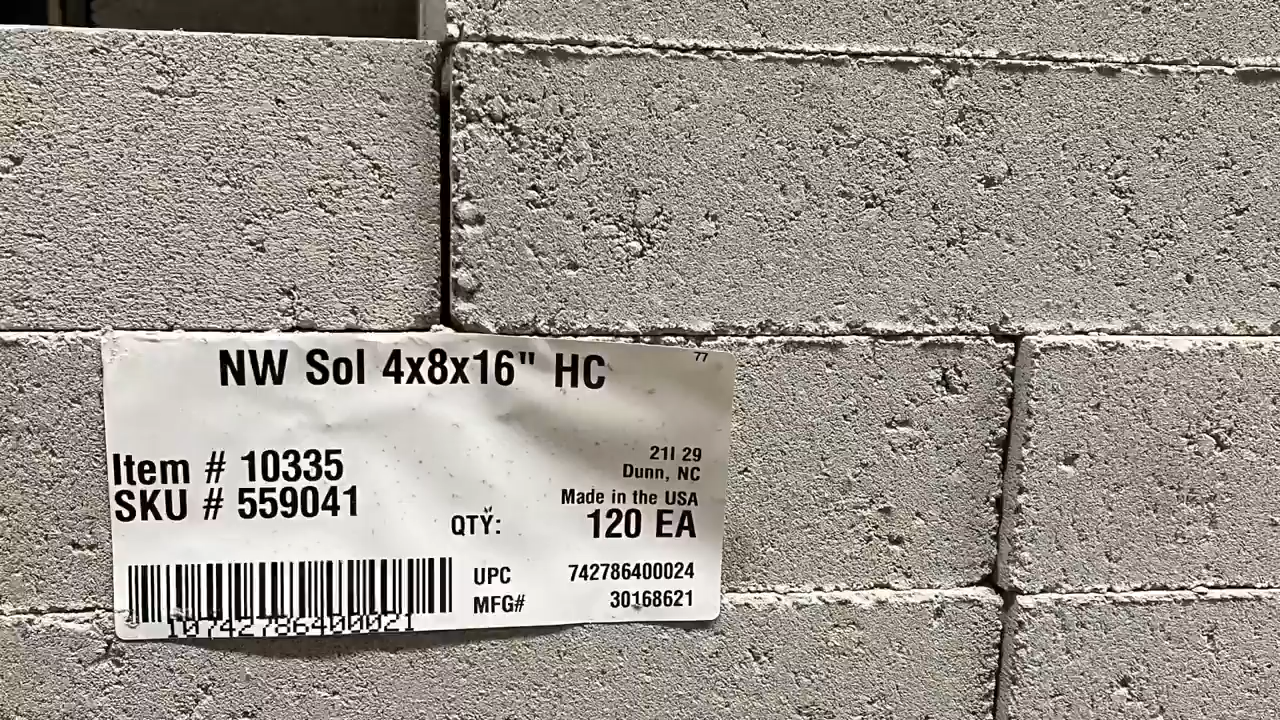 NW Sol 4x8x16" HC
77
Item # 10335
SKU # 559041
21I 29
Dunn, NC
Made in the USA
QTY: 120 EA
UPC 742786400024
MFG# 30168621
10742786400021